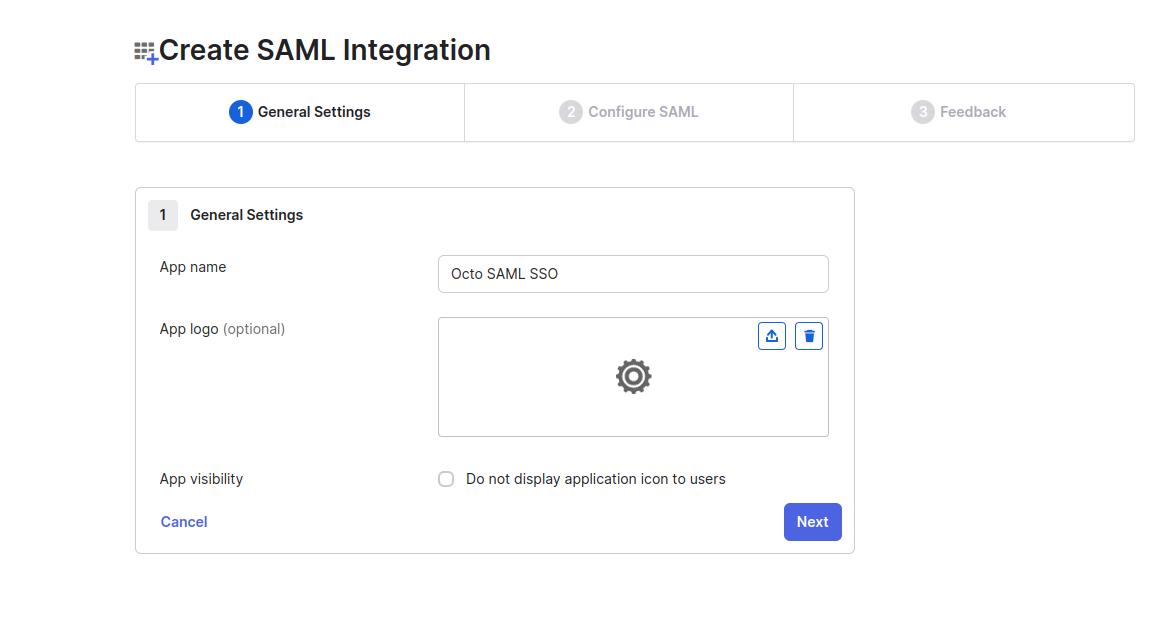 Create SAML Integration
1 General Settings
2 Configure SAML
3 Feedback
1 General Settings
App name
Octo SAML SSO
App logo (optional)
App visibility
Do not display application icon to users
Cancel
Next